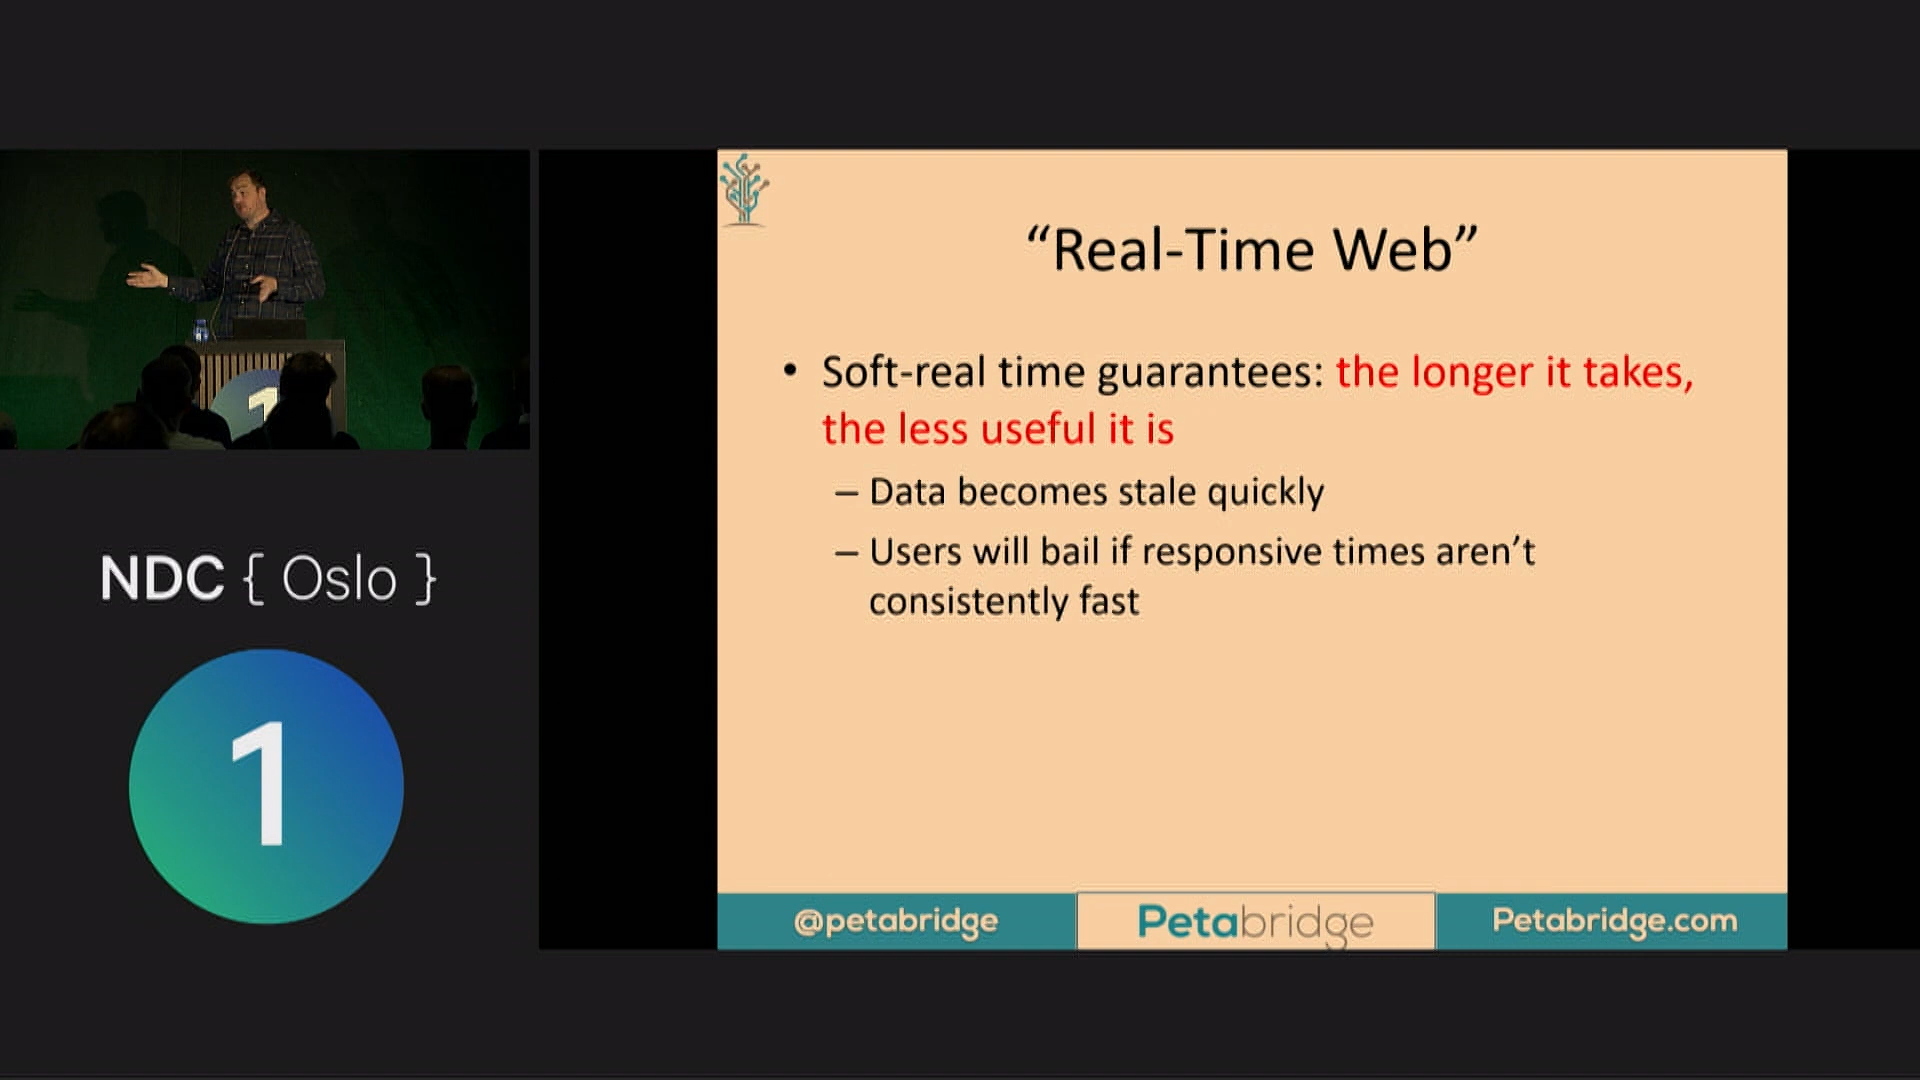 “Real-Time Web”
• Soft-real time guarantees: the longer it takes,
the less useful it is
– Data becomes stale quickly
– Users will bail if responsive times aren’t
consistently fast
@petabridge
Petabridge
Petabridge.com
NDC { Oslo }
1
1